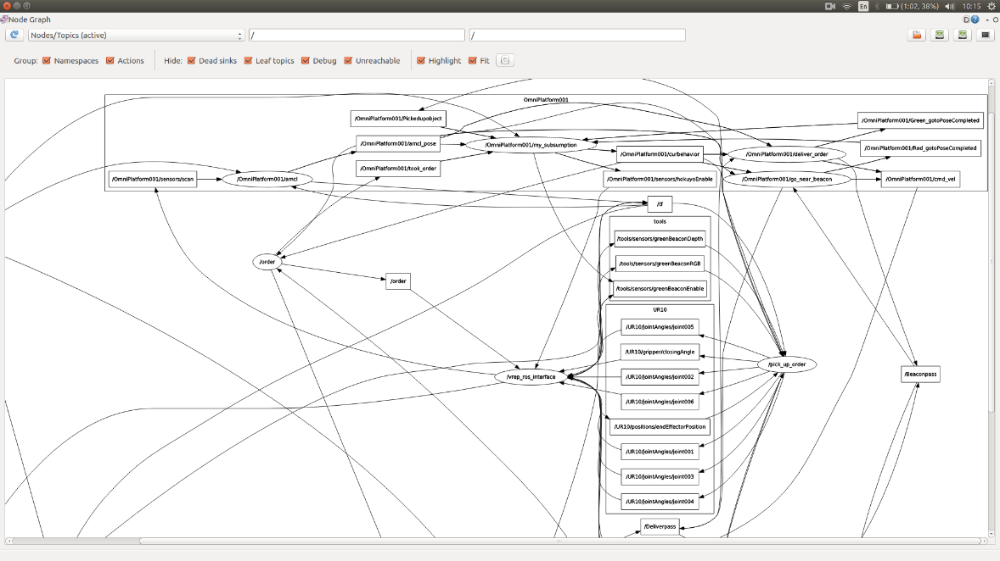 En (1:02, 38%) 10:15
Node Graph D - O
Nodes/Topics (active) / /
Group: Namespaces Actions Hide: Dead sinks Leaf topics Debug Unreachable Highlight Fit
OmniPlatform001
/OmniPlatform001/Pickedupobject
/OmniPlatform001/Green_gotoPoseCompleted
/OmniPlatform001/amcl_pose
/OmniPlatform001/my_subsumption
/OmniPlatform001/Red_gotoPoseCompleted
/OmniPlatform001/curbehavior
/OmniPlatform001/deliver_order
/OmniPlatform001/took_order
/OmniPlatform001/sensors/scan
/OmniPlatform001/amcl
/OmniPlatform001/sensors/hokuyoEnable
/OmniPlatform001/go_near_beacon
/OmniPlatform001/cmd_vel
/tf
tools
/tools/sensors/greenBeaconDepth
/order
/tools/sensors/greenBeaconRGB
/order
/tools/sensors/greenBeaconEnable
UR10
/UR10/jointAngles/joint005
/UR10/gripper/closingAngle
/pick_up_order
/vrep_ros_interface
/UR10/jointAngles/joint002
/Beaconpass
/UR10/jointAngles/joint006
/UR10/positions/endEffectorPosition
/UR10/jointAngles/joint001
/UR10/jointAngles/joint003
/UR10/jointAngles/joint004
/Deliverpass